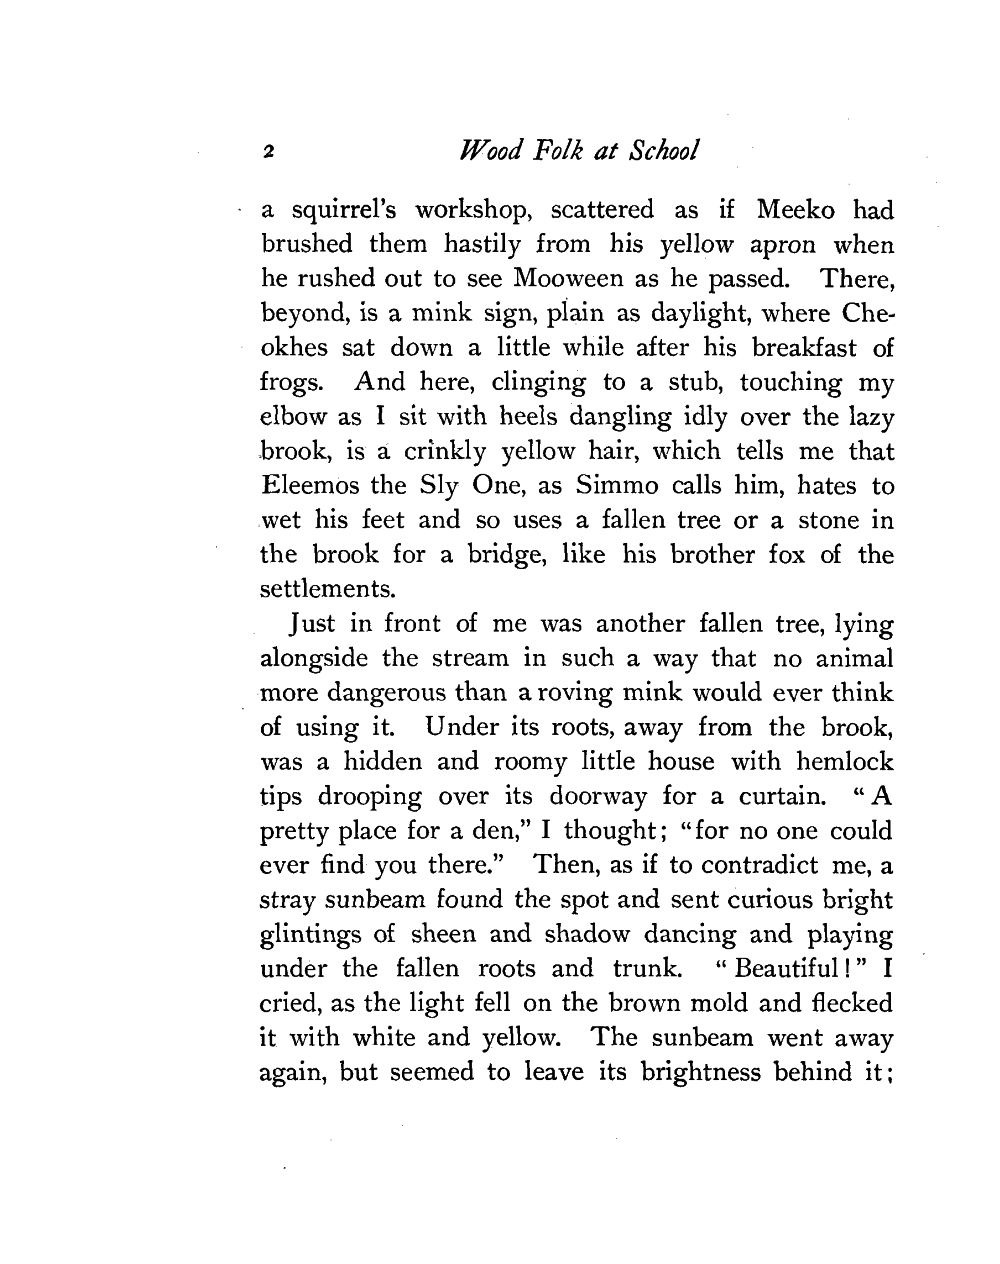 2 Wood Folk at School
a squirrel's workshop, scattered as if Meeko had
brushed them hastily from his yellow apron when
he rushed out to see Mooween as he passed. There,
beyond, is a mink sign, plain as daylight, where Che-
okhes sat down a little while after his breakfast of
frogs. And here, clinging to a stub, touching my
elbow as I sit with heels dangling idly over the lazy
brook, is a crinkly yellow hair, which tells me that
Eleemos the Sly One, as Simmo calls him, hates to
wet his feet and so uses a fallen tree or a stone in
the brook for a bridge, like his brother fox of the
settlements.
Just in front of me was another fallen tree, lying
alongside the stream in such a way that no animal
more dangerous than a roving mink would ever think
of using it. Under its roots, away from the brook,
was a hidden and roomy little house with hemlock
tips drooping over its doorway for a curtain. “A
pretty place for a den,” I thought; “for no one could
ever find you there.” Then, as if to contradict me, a
stray sunbeam found the spot and sent curious bright
glintings of sheen and shadow dancing and playing
under the fallen roots and trunk. “Beautiful!” I
cried, as the light fell on the brown mold and flecked
it with white and yellow. The sunbeam went away
again, but seemed to leave its brightness behind it;